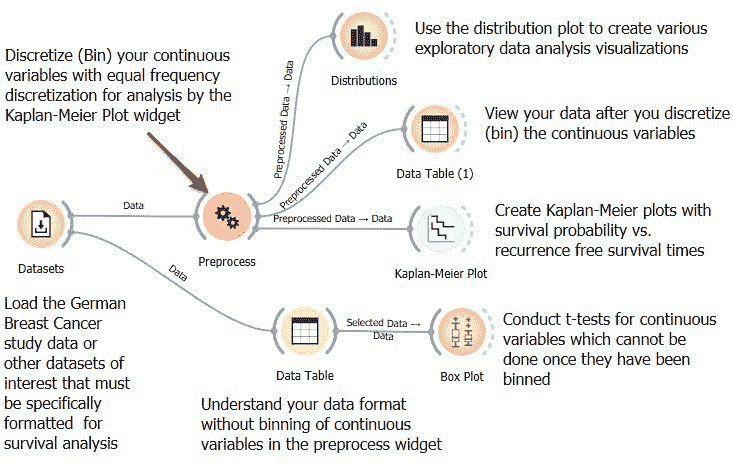 Use the distribution plot to create various
exploratory data analysis visualizations
Discretize (Bin) your continuous
variables with equal frequency
discretization for analysis by the
Kaplan-Meier Plot widget
Distributions
Preprocessed Data → Data
View your data after you discretize
(bin) the continuous variables
Preprocessed Data → Data
Data Table (1)
Data
Preprocessed Data → Data
Create Kaplan-Meier plots with
survival probability vs.
recurrence free survival times
Datasets
Preprocess
Kaplan-Meier Plot
Data
Load the German
Breast Cancer
study data or
other datasets of
interest that must
be specifically
formatted for
survival analysis
Selected Data →
Data
Conduct t-tests for continuous
variables which cannot be
done once they have been
binned
Data Table
Box Plot
Understand your data format
without binning of continuous
variables in the preprocess widget